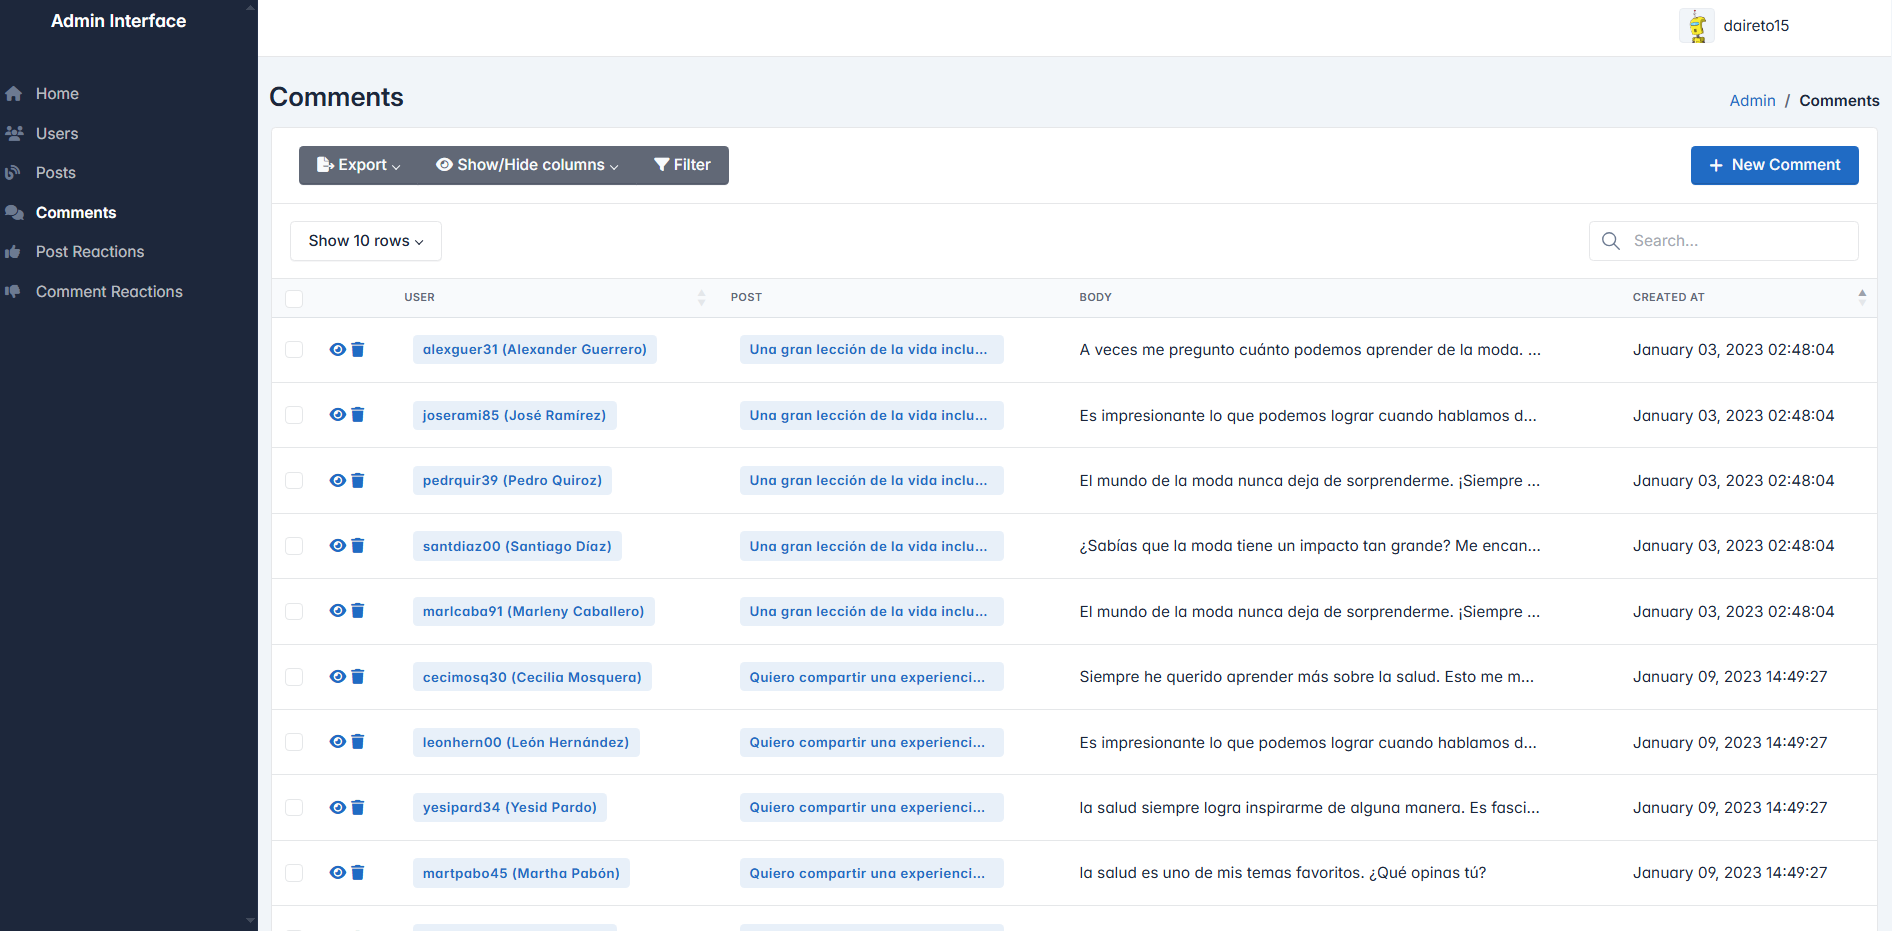 Admin Interface
daireto15
Home
Users
Posts
Comments
Post Reactions
Comment Reactions
Comments
Admin / Comments
Export Show/Hide columns Filter
+ New Comment
Show 10 rows
Search...
USER POST BODY CREATED AT
alexguer31 (Alexander Guerrero) Una gran lección de la vida inclu... A veces me pregunto cuánto podemos aprender de la moda. ... January 03, 2023 02:48:04
joserami85 (José Ramírez) Una gran lección de la vida inclu... Es impresionante lo que podemos lograr cuando hablamos d... January 03, 2023 02:48:04
pedrquir39 (Pedro Quiroz) Una gran lección de la vida inclu... El mundo de la moda nunca deja de sorprenderme. ¡Siempre ... January 03, 2023 02:48:04
santdiaz00 (Santiago Díaz) Una gran lección de la vida inclu... ¿Sabías que la moda tiene un impacto tan grande? Me encan... January 03, 2023 02:48:04
marlcaba91 (Marleny Caballero) Una gran lección de la vida inclu... El mundo de la moda nunca deja de sorprenderme. ¡Siempre ... January 03, 2023 02:48:04
cecimosq30 (Cecilia Mosquera) Quiero compartir una experienci... Siempre he querido aprender más sobre la salud. Esto me m... January 09, 2023 14:49:27
leonhern00 (León Hernández) Quiero compartir una experienci... Es impresionante lo que podemos lograr cuando hablamos d... January 09, 2023 14:49:27
yesipard34 (Yesid Pardo) Quiero compartir una experienci... la salud siempre logra inspirarme de alguna manera. Es fasci... January 09, 2023 14:49:27
martpabo45 (Martha Pabón) Quiero compartir una experienci... la salud es uno de mis temas favoritos. ¿Qué opinas tú? January 09, 2023 14:49:27